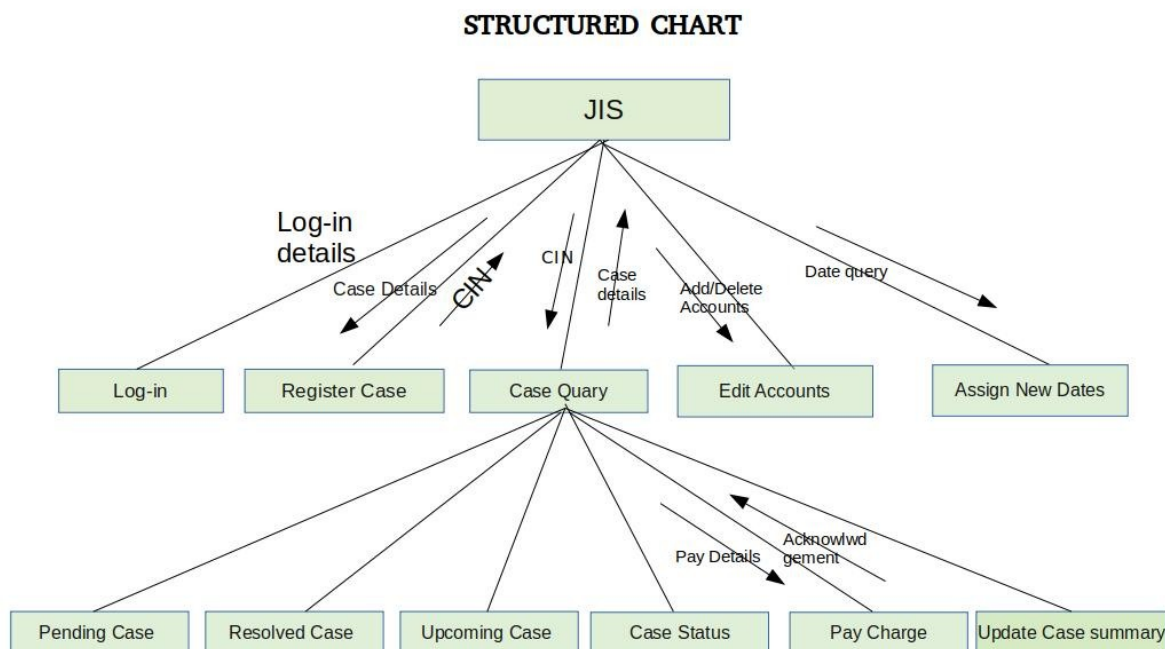 STRUCTURED CHART
JIS
Log-in
details
Case Details
CIN
CIN
Case
details
Add/Delete
Accounts
Date query
Log-in
Register Case
Case Quary
Edit Accounts
Assign New Dates
Pay Details
Acknowlwd
gement
Pending Case
Resolved Case
Upcoming Case
Case Status
Pay Charge
Update Case summary